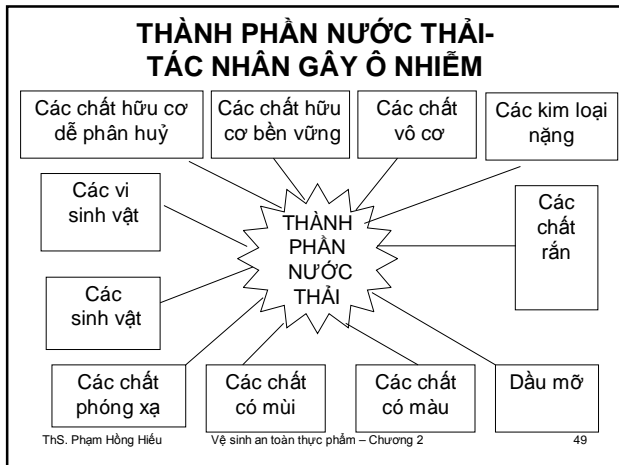 THÀNH PHẦN NƯỚC THẢI-
TÁC NHÂN GÂY Ô NHIỄM
Các chất hữu cơ
dễ phân huỷ
Các chất hữu
cơ bền vững
Các chất
vô cơ
Các kim loại
nặng
Các vi
sinh vật
THÀNH
PHẦN
NƯỚC
THẢI
Các
chất
rắn
Các
sinh vật
Các chất
phóng xạ
Các chất
có mùi
Các chất
có màu
Dầu mỡ
ThS. Phạm Hồng Hiếu
Vệ sinh an toàn thực phẩm – Chương 2
49